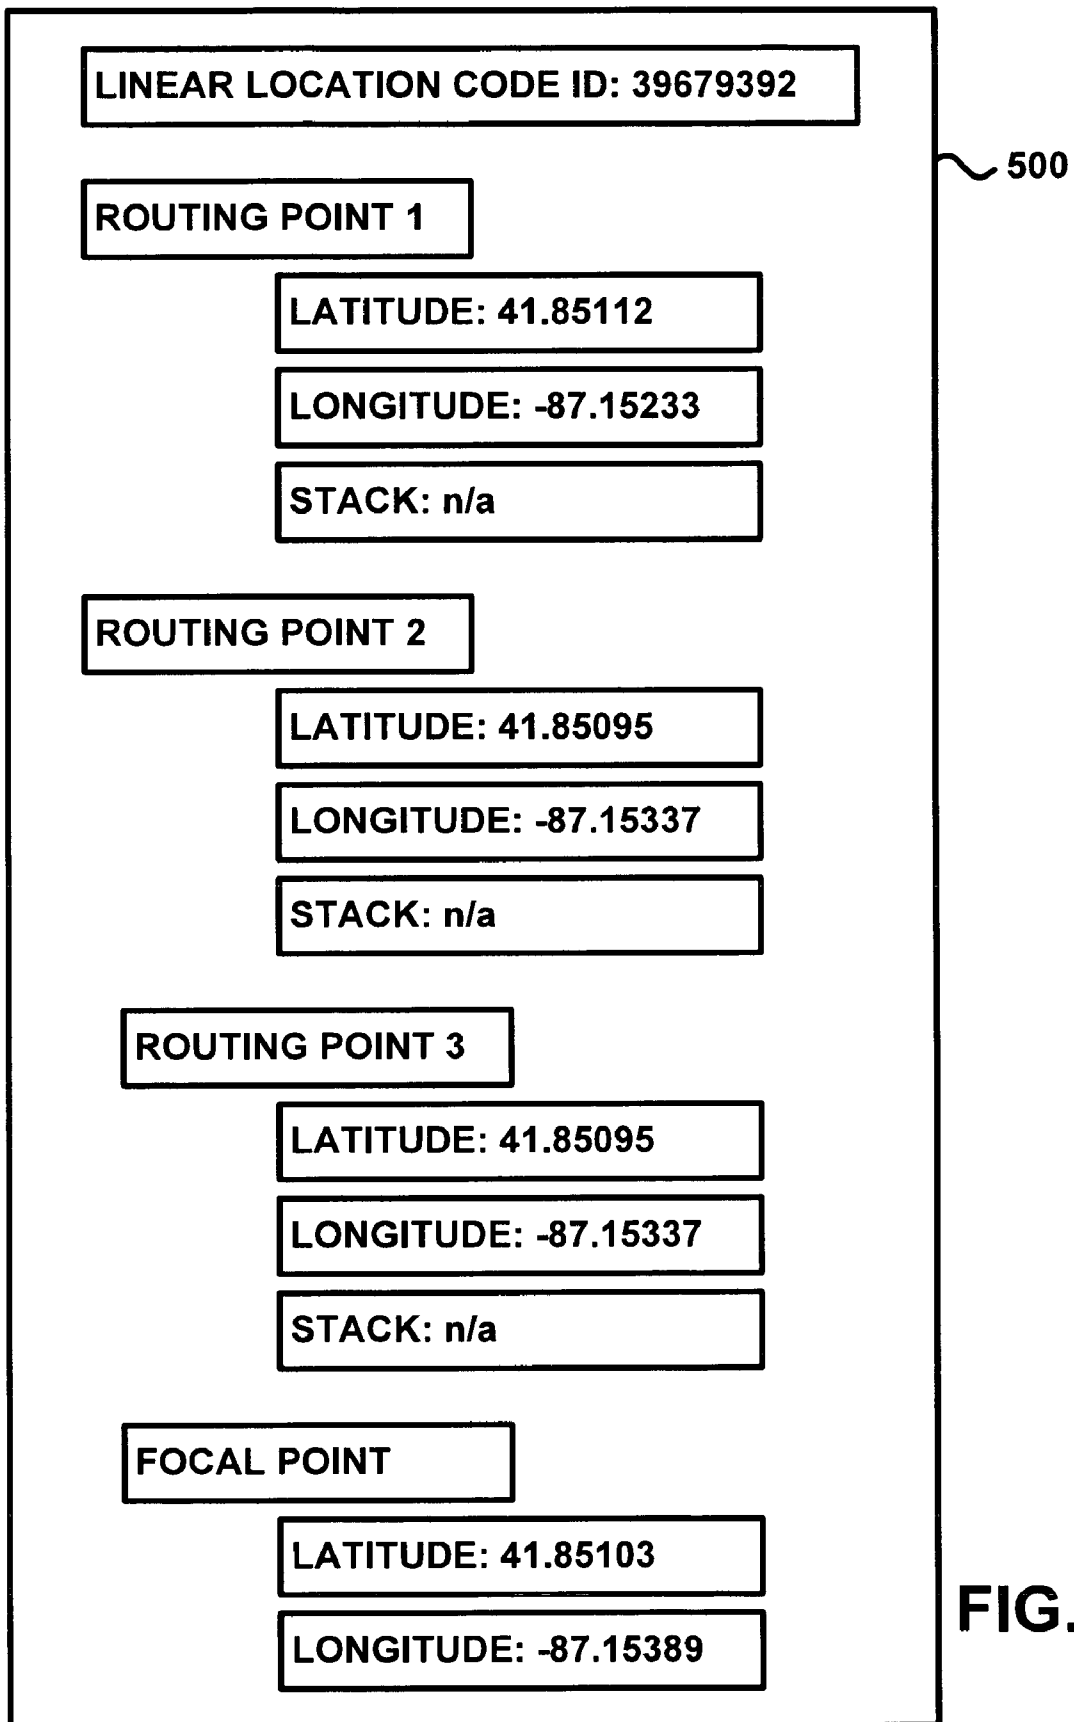 LINEAR LOCATION CODE ID: 39679392
500
ROUTING POINT 1
LATITUDE: 41.85112
LONGITUDE: -87.15233
STACK: n/a
ROUTING POINT 2
LATITUDE: 41.85095
LONGITUDE: -87.15337
STACK: n/a
ROUTING POINT 3
LATITUDE: 41.85095
LONGITUDE: -87.15337
STACK: n/a
FOCAL POINT
LATITUDE: 41.85103
LONGITUDE: -87.15389
FIG.